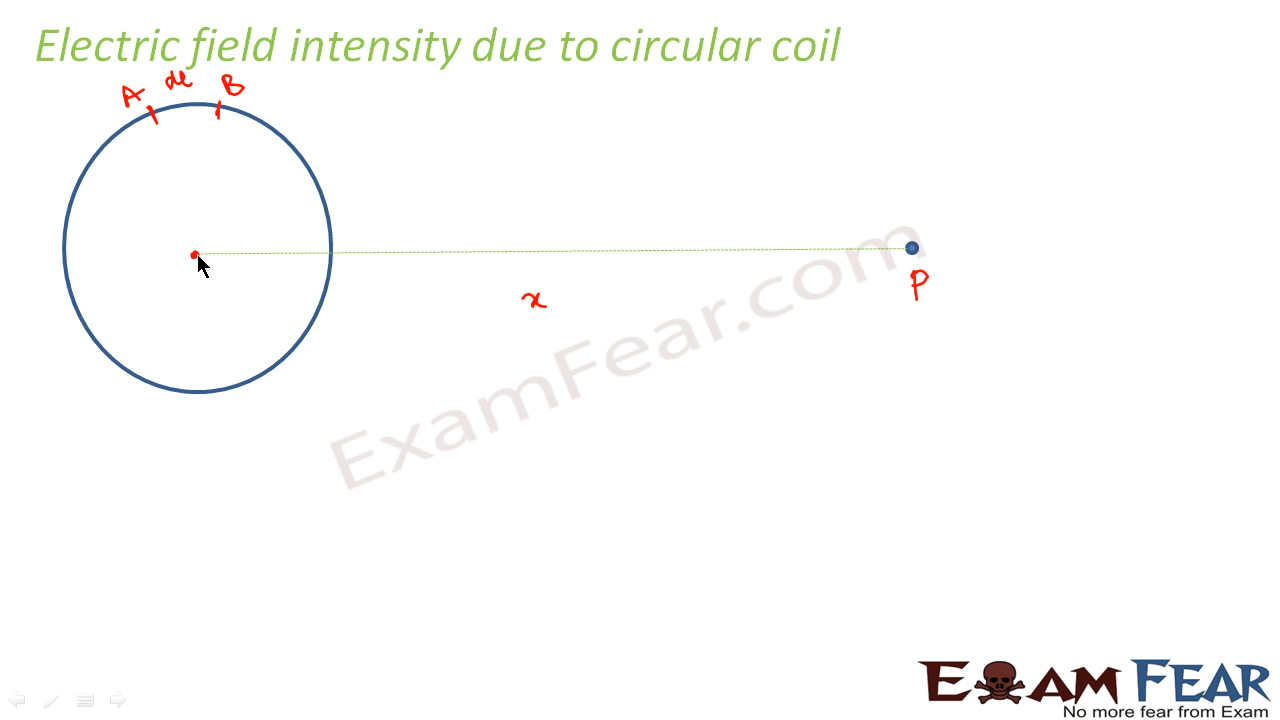 Electric field intensity due to circular coil
A dl B
x
P
ExamFear.com
EXAM FEAR
No more fear from Exam